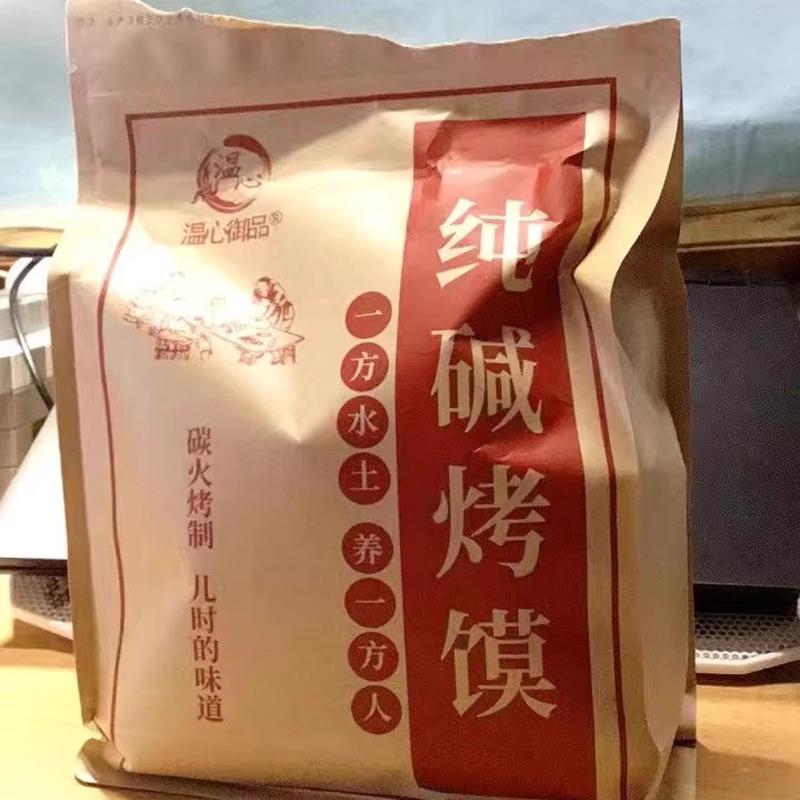 温心
温心御品®
纯碱烤馍
一方水土 养一方人
碳火烤制 儿时的味道